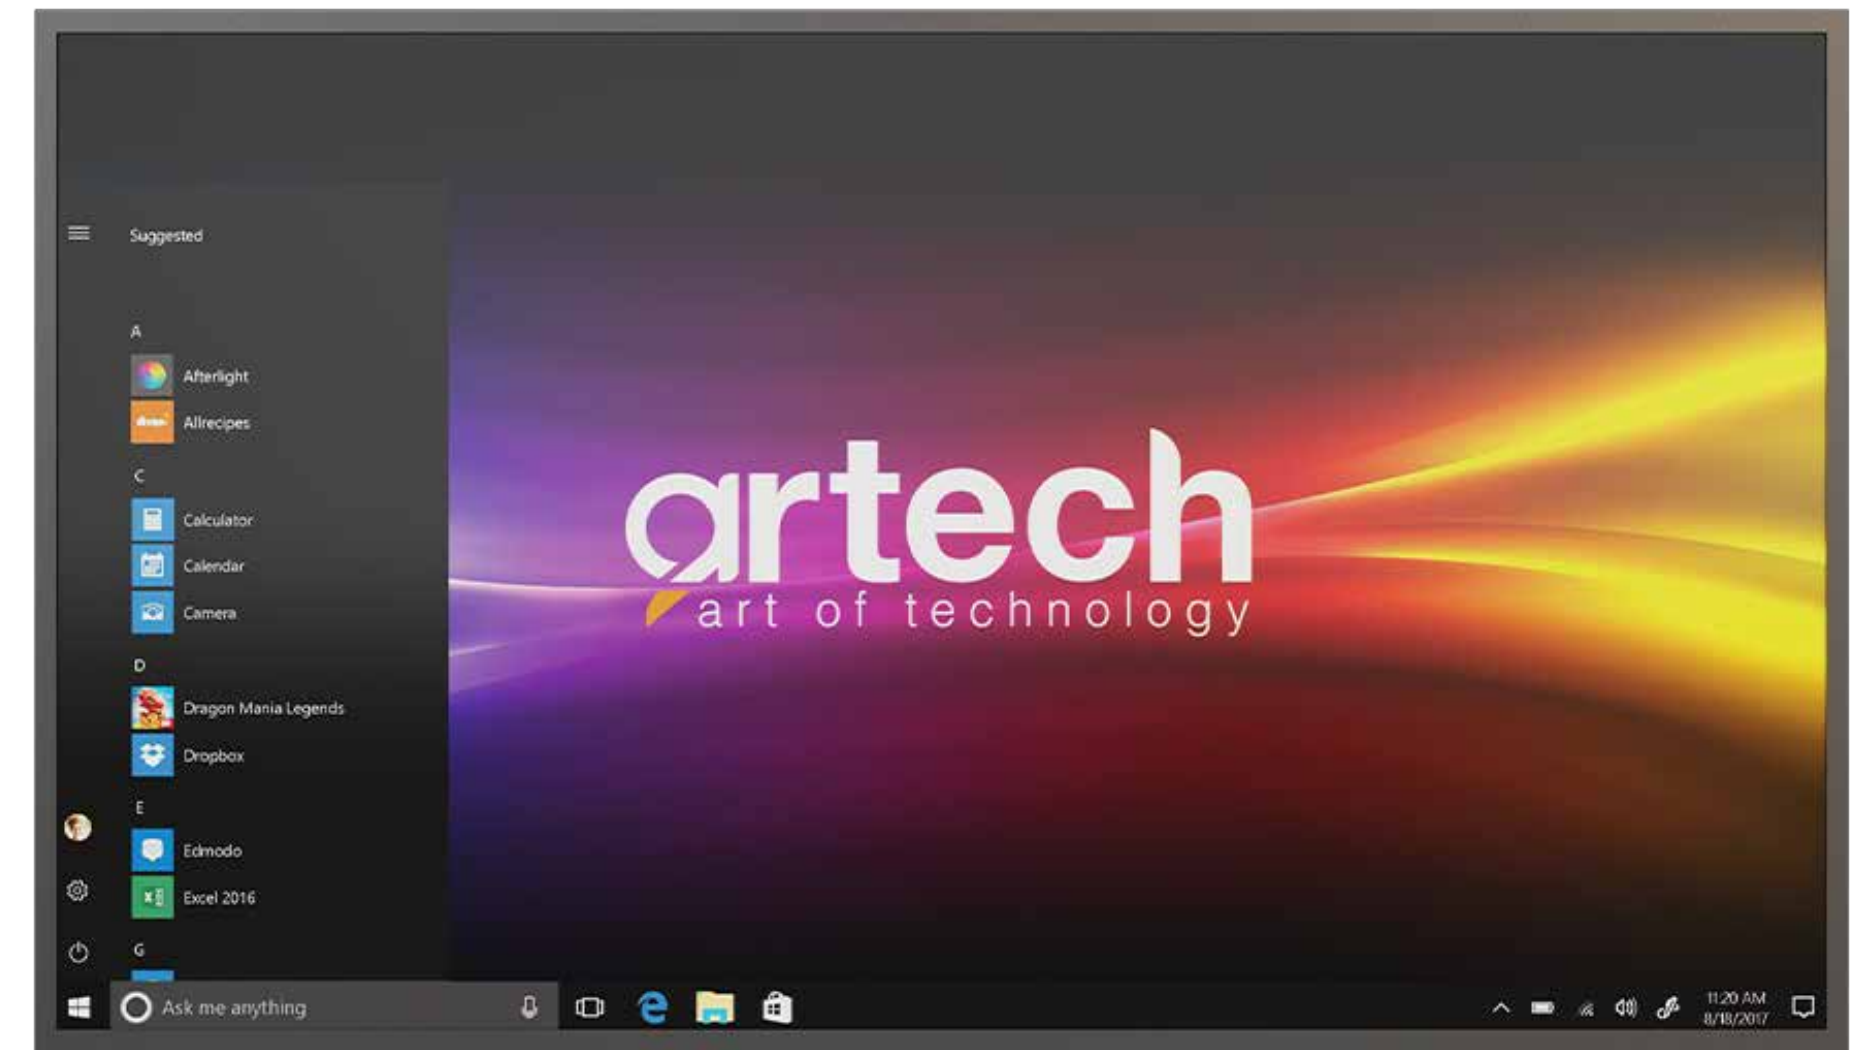 Suggested
A
Afterlight
Allrecipes
C
Calculator
Calendar
Camera
D
Dragon Mania Legends
Dropbox
E
Edmodo
Excel 2016
G
artech
art of technology
Ask me anything
11:20 AM
8/18/2017